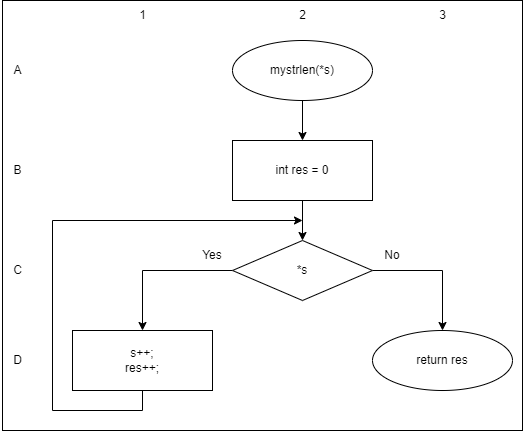 1 2 3
A
mystrlen(*s)
B
int res = 0
Yes
No
C
*s
D
s++;
res++;
return res